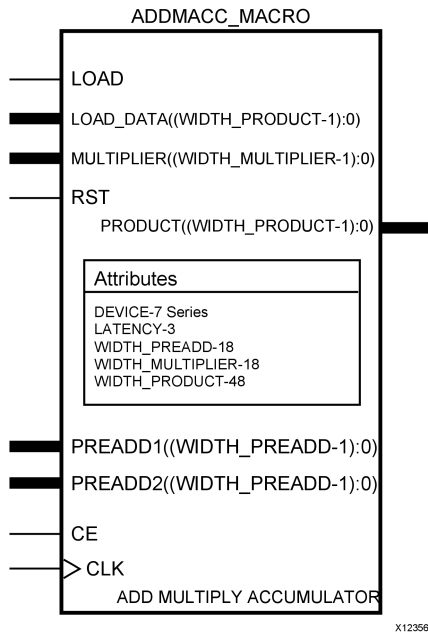 ADDMACC_MACRO
LOAD
LOAD_DATA((WIDTH_PRODUCT-1):0)
MULTIPLIER((WIDTH_MULTIPLIER-1):0)
RST
PRODUCT((WIDTH_PRODUCT-1):0)
Attributes
DEVICE-7 Series
LATENCY-3
WIDTH_PREADD-18
WIDTH_MULTIPLIER-18
WIDTH_PRODUCT-48
PREADD1((WIDTH_PREADD-1):0)
PREADD2((WIDTH_PREADD-1):0)
CE
CLK
ADD MULTIPLY ACCUMULATOR
X12356